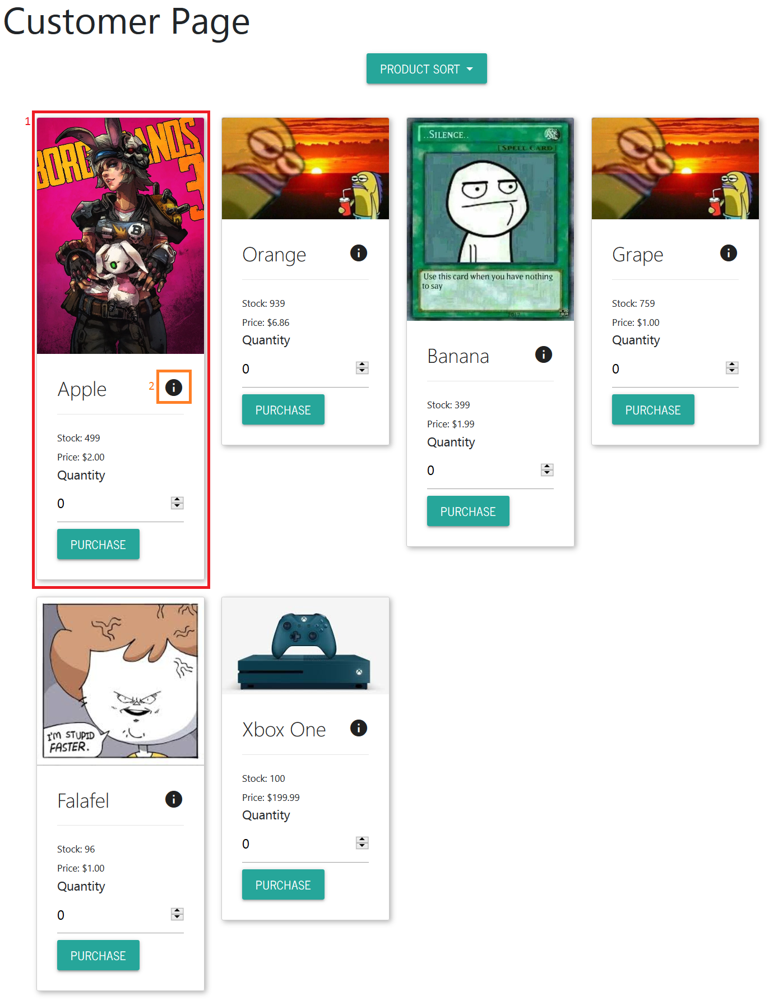 Customer Page
PRODUCT SORT
1
BORDERLANDS
3
Apple
2
Stock: 499
Price: $2.00
Quantity
0
PURCHASE
Orange
Stock: 939
Price: $6.86
Quantity
0
PURCHASE
..SILENCE..
[SPELL CARD]
Use this card when you have nothing
to say
2017
Banana
Stock: 399
Price: $1.99
Quantity
0
PURCHASE
Grape
Stock: 759
Price: $1.00
Quantity
0
PURCHASE
I'M STUPID
FASTER.
Falafel
Stock: 96
Price: $1.00
Quantity
0
PURCHASE
Xbox One
Stock: 100
Price: $199.99
Quantity
0
PURCHASE